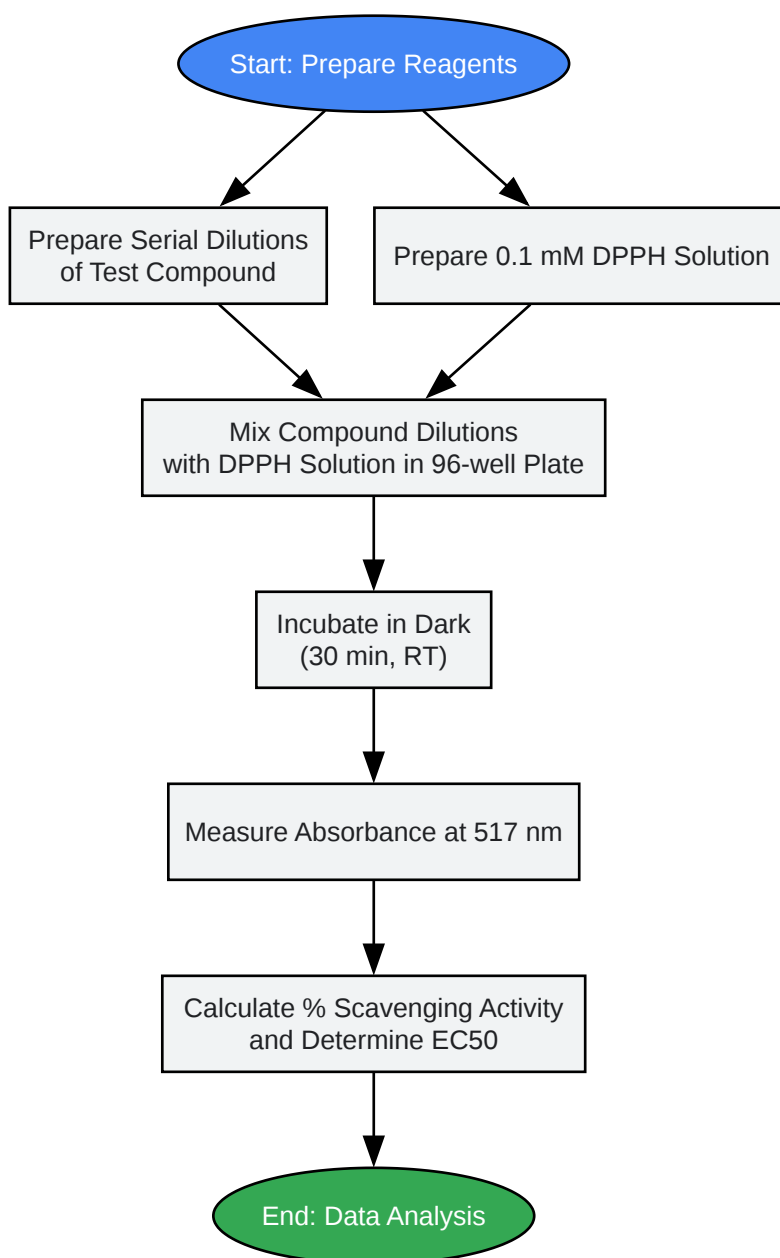 Start: Prepare Reagents
Prepare Serial Dilutions
of Test Compound
Prepare 0.1 mM DPPH Solution
Mix Compound Dilutions
with DPPH Solution in 96-well Plate
Incubate in Dark
(30 min, RT)
Measure Absorbance at 517 nm
Calculate % Scavenging Activity
and Determine EC50
End: Data Analysis